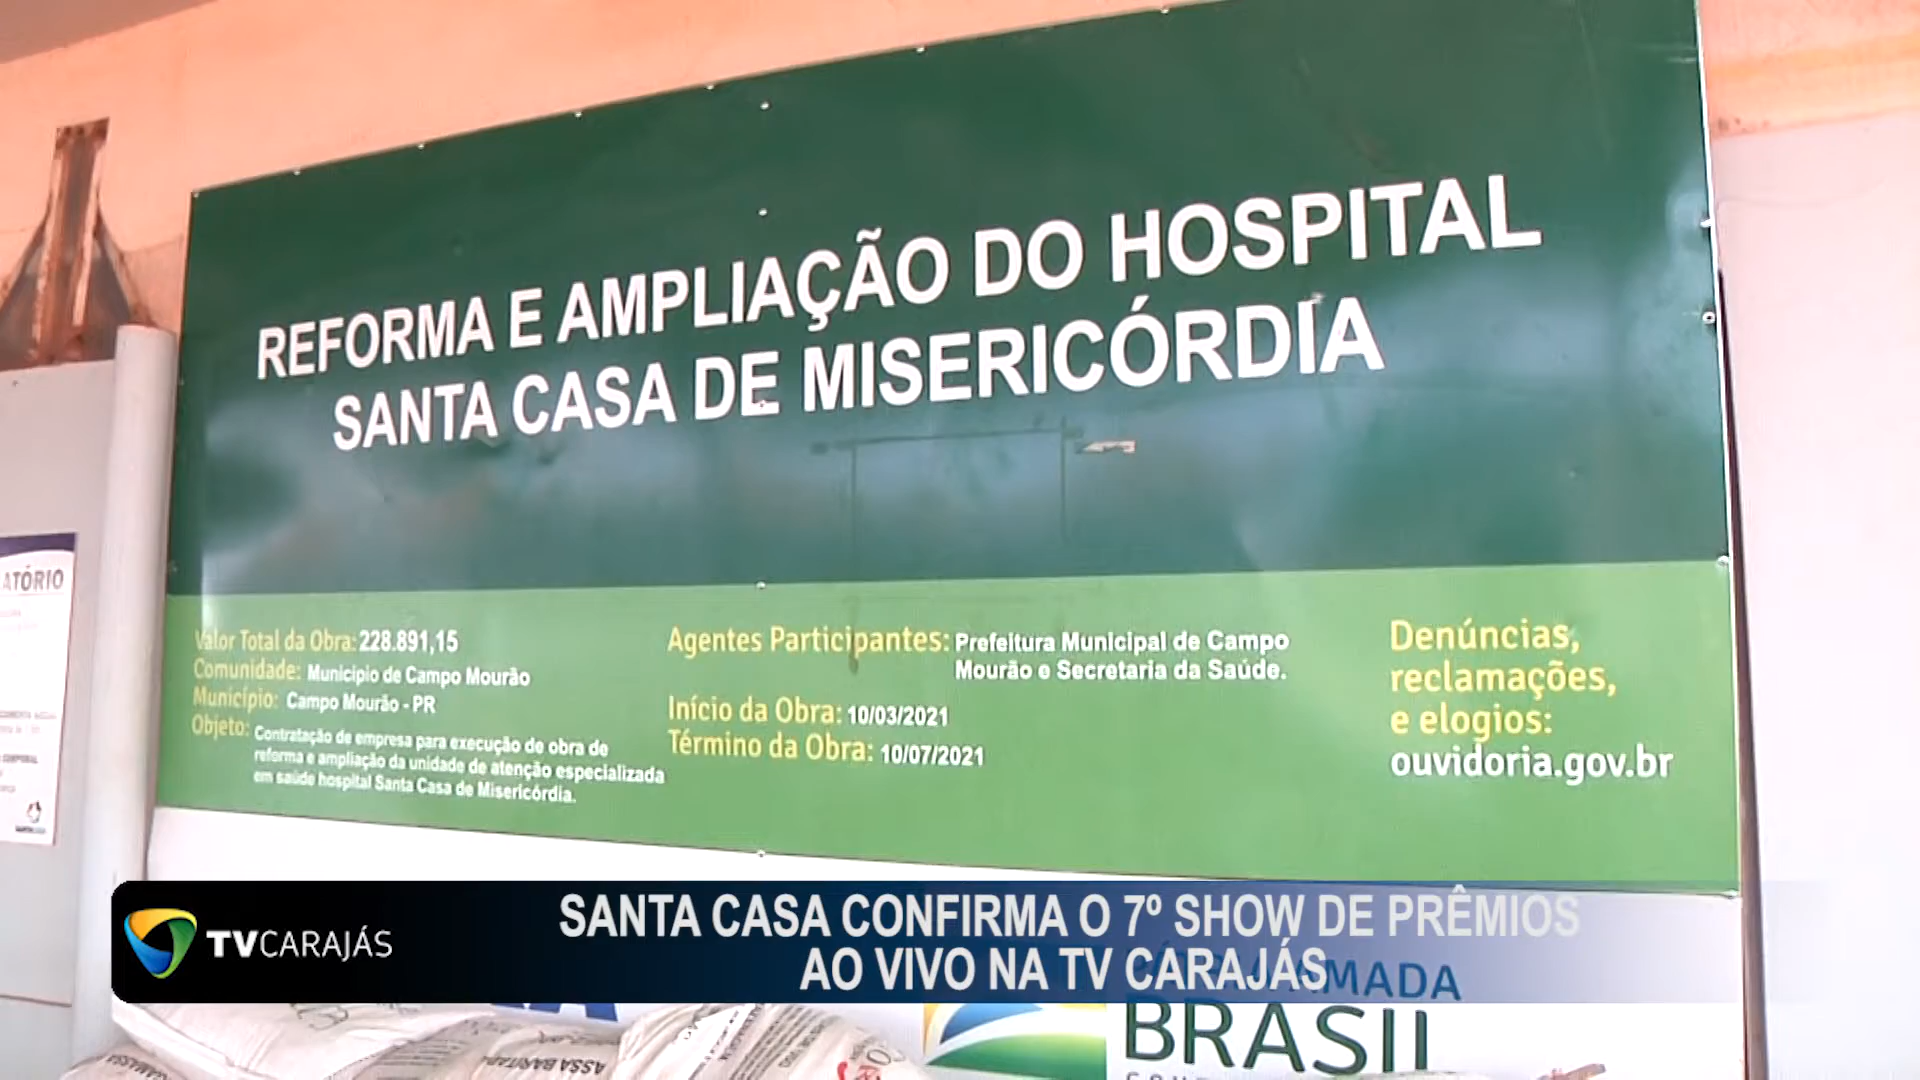 REFORMA E AMPLIAÇÃO DO HOSPITAL
SANTA CASA DE MISERICÓRDIA
Valor Total da Obra: 228.891,15
Comunidade: Municipio de Campo Mourão
Município: Campo Mourão - PR
Objeto: Contratação de empresa para execução de obra de
reforma e ampliação da unidade de atenção especializada
em saúde hospital Santa Casa de Misericórdia.
Agentes Participantes: Prefeitura Municipal de Campo
Mourão e Secretaria da Saúde.
Início da Obra: 10/03/2021
Término da Obra: 10/07/2021
Denúncias,
reclamações,
e elogios:
ouvidoria.gov.br
ATÓRIO
TV CARAJÁS
SANTA CASA CONFIRMA O 7º SHOW DE PRÊMIOS
AO VIVO NA TV CARAJÁS
AMADA
BRASIL